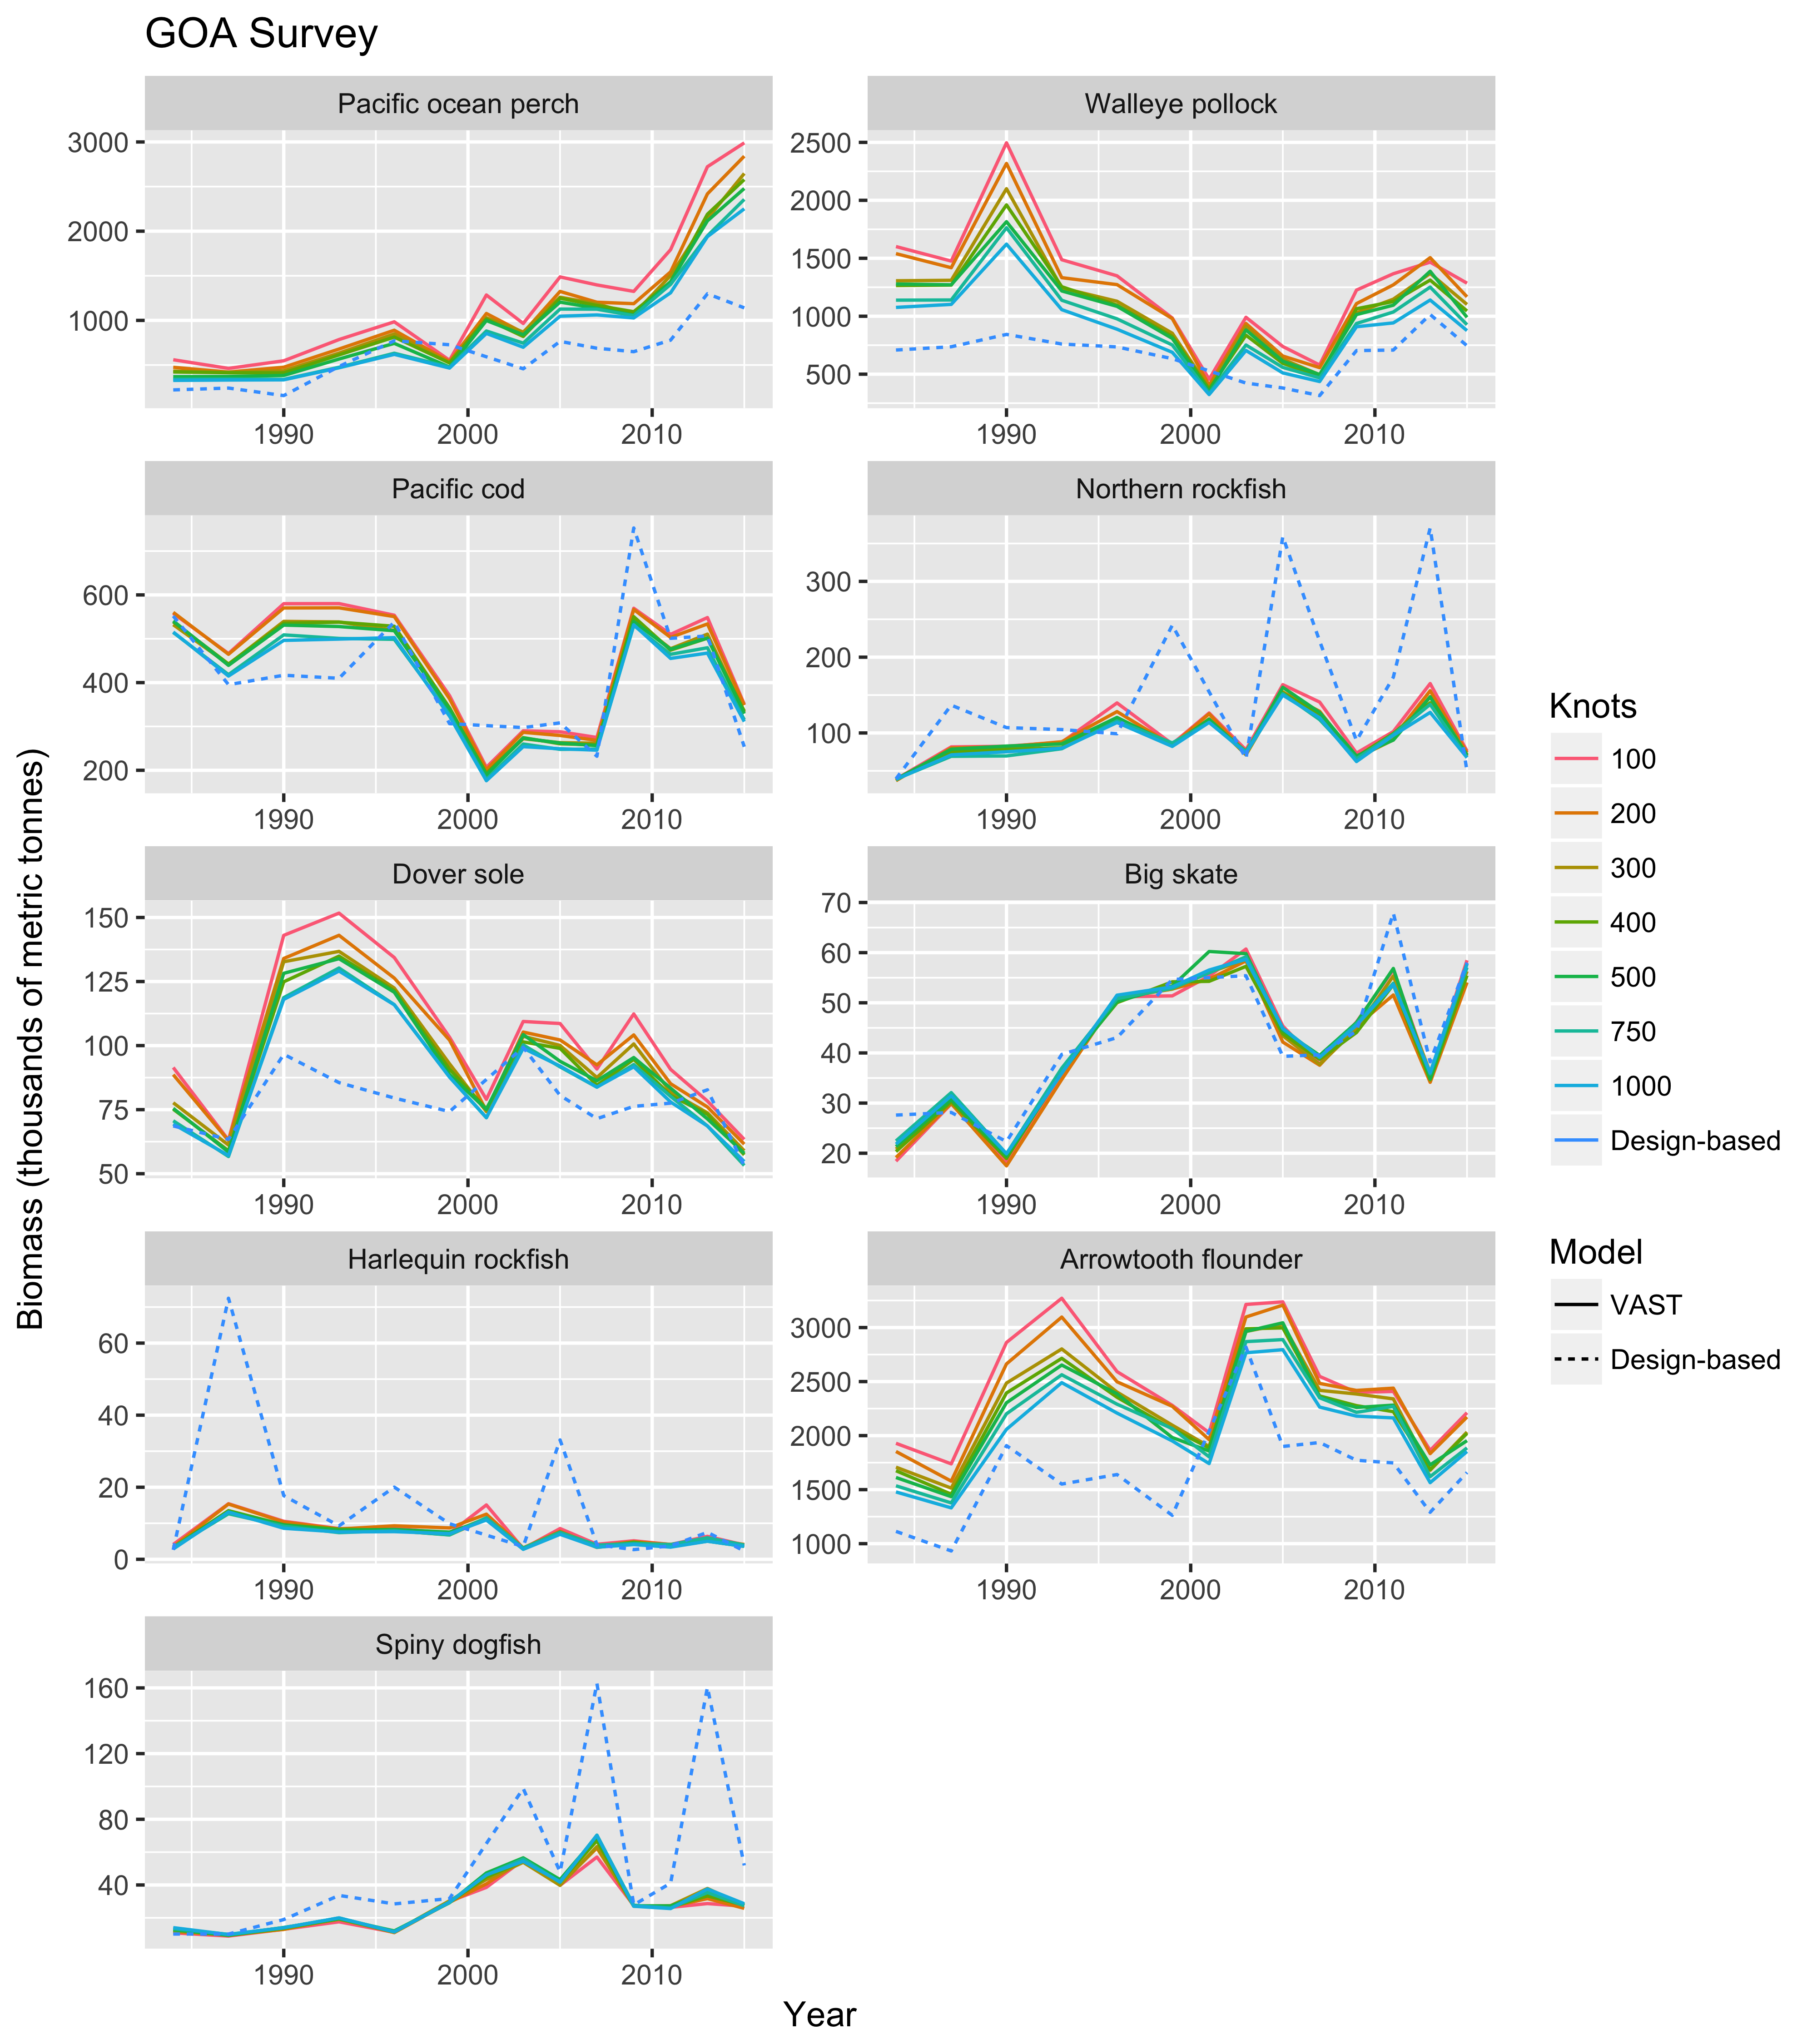 GOA Survey
Pacific ocean perch
Walleye pollock
3000
2000
1000
2500
2000
1500
1000
500
1990 2000 2010
1990 2000 2010
Pacific cod
Northern rockfish
600
400
200
300
200
100
1990 2000 2010
1990 2000 2010
Dover sole
Big skate
150
125
100
75
50
70
60
50
40
30
20
1990 2000 2010
1990 2000 2010
Harlequin rockfish
Arrowtooth flounder
60
40
20
0
3000
2500
2000
1500
1000
1990 2000 2010
1990 2000 2010
Spiny dogfish
160
120
80
40
1990 2000 2010
Year
Biomass (thousands of metric tonnes)
Knots
100
200
300
400
500
750
1000
Design-based
Model
VAST
Design-based